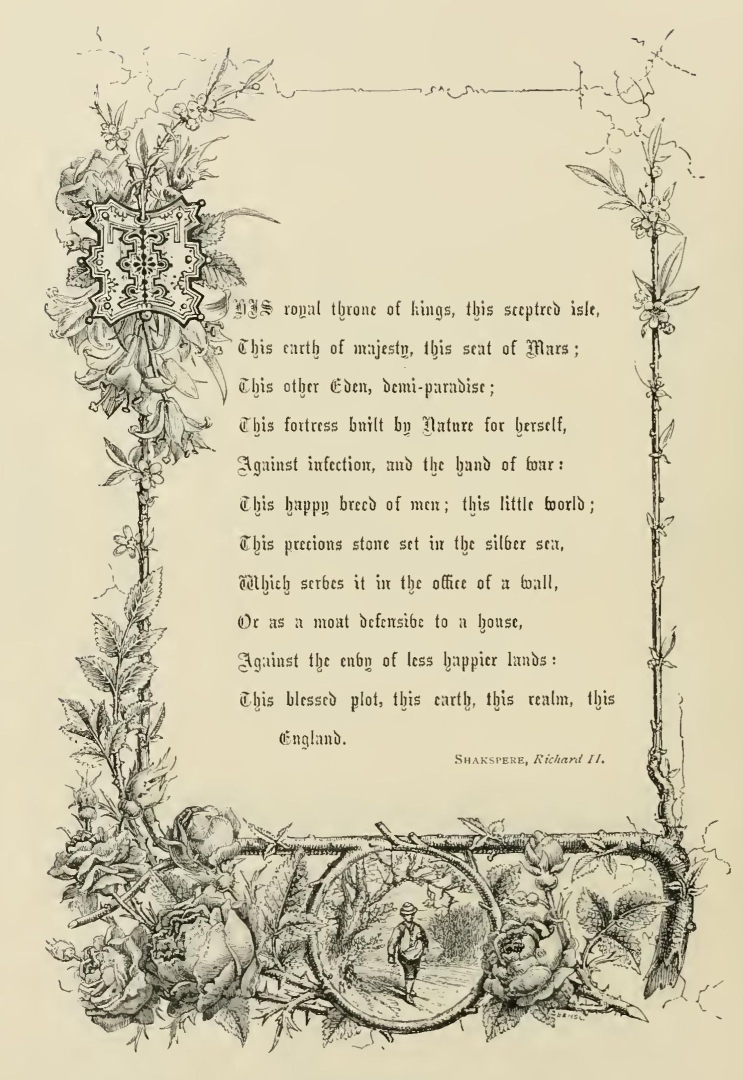 THIS royal throne of kings, this sceptred isle,
This earth of majesty, this seat of Mars;
This other Eden, demi-paradise;
This fortress built by Nature for herself,
Against infection, and the hand of war:
This happy breed of men; this little world;
This precious stone set in the silver sea,
Which serves it in the office of a wall,
Or as a moat defensive to a house,
Against the envy of less happier lands:
This blessed plot, this earth, this realm, this
England.
SHAKSPERE, Richard II.